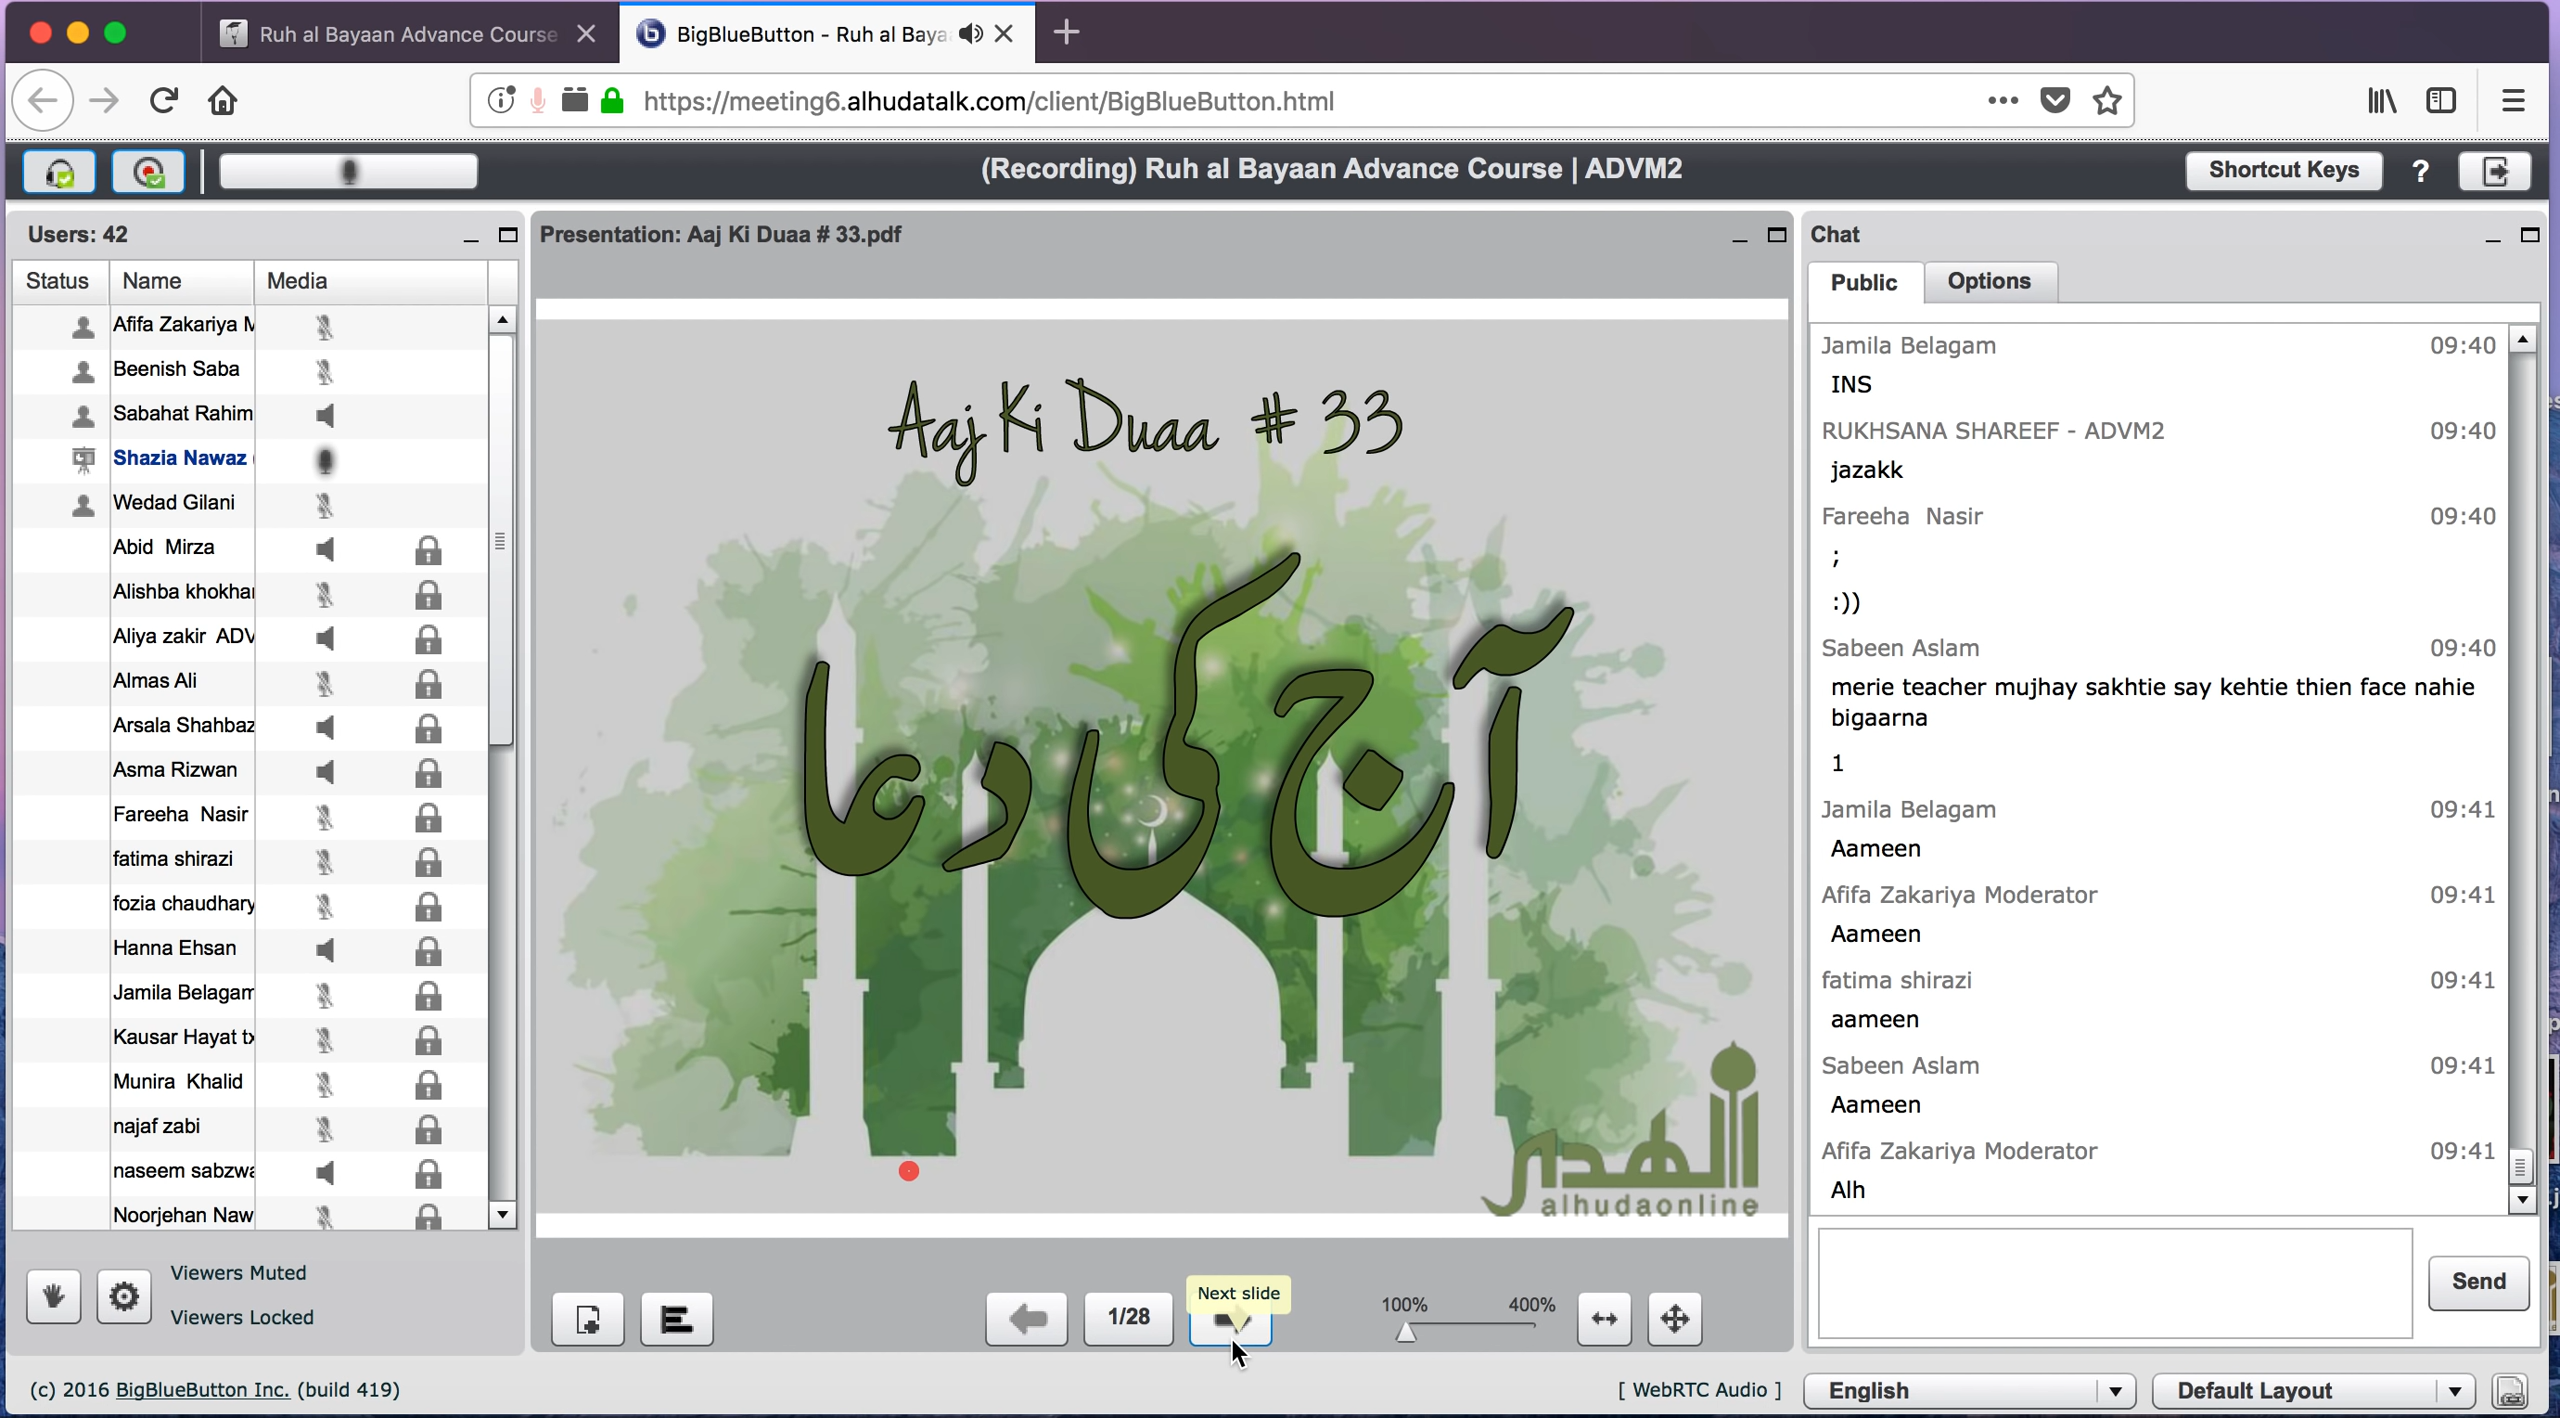 Ruh al Bayaan Advance Course
BigBlueButton - Ruh al Baya
https://meeting6.alhudatalk.com/client/BigBlueButton.html
(Recording) Ruh al Bayaan Advance Course | ADVM2
Shortcut Keys
?
Users: 42
Status Name Media
Afifa Zakariya M
Beenish Saba
Sabahat Rahim
Shazia Nawaz
Wedad Gilani
Abid Mirza
Alishba khokhar
Aliya zakir ADV
Almas Ali
Arsala Shahbaz
Asma Rizwan
Fareeha Nasir
fatima shirazi
fozia chaudhary
Hanna Ehsan
Jamila Belagam
Kausar Hayat tx
Munira Khalid
najaf zabi
naseem sabzwa
Noorjehan Naw
Viewers Muted
Viewers Locked
Presentation: Aaj Ki Duaa # 33.pdf
Aaj Ki Duaa # 33
آج کی دعا
الهدى
alhudaonline
Next slide
1/28
100% 400%
Chat
Public Options
Jamila Belagam 09:40
INS
RUKHSANA SHAREEF - ADVM2 09:40
jazakk
Fareeha Nasir 09:40
;
:))
Sabeen Aslam 09:40
merie teacher mujhay sakhtie say kehtie thien face nahie
bigaarna
1
Jamila Belagam 09:41
Aameen
Afifa Zakariya Moderator 09:41
Aameen
fatima shirazi 09:41
aameen
Sabeen Aslam 09:41
Aameen
Afifa Zakariya Moderator 09:41
Alh
Send
(c) 2016 BigBlueButton Inc. (build 419)
[ WebRTC Audio ]
English
Default Layout